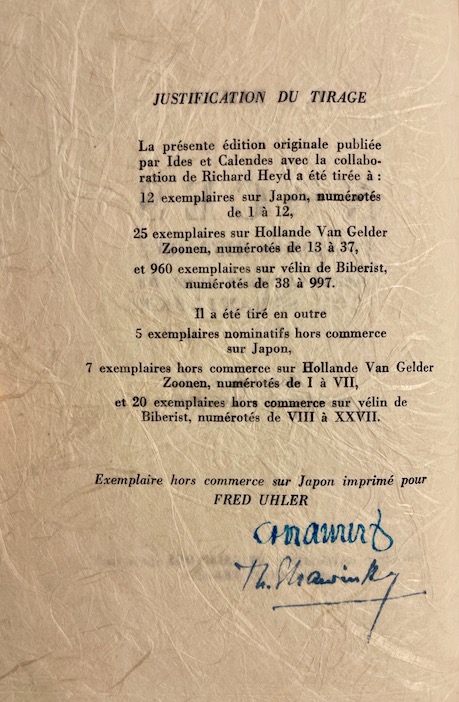 JUSTIFICATION DU TIRAGE
La présente édition originale publiée
par Ides et Calendes avec la collabo-
ration de Richard Heyd a été tirée à :
12 exemplaires sur Japon, numérotés
de 1 à 12,
25 exemplaires sur Hollande Van Gelder
Zoonen, numérotés de 13 à 37,
et 960 exemplaires sur vélin de Biberist,
numérotés de 38 à 997.
Il a été tiré en outre
5 exemplaires nominatifs hors commerce
sur Japon,
7 exemplaires hors commerce sur Hollande Van Gelder
Zoonen, numérotés de I à VII,
et 20 exemplaires hors commerce sur vélin de
Biberist, numérotés de VIII à XXVII.
Exemplaire hors commerce sur Japon imprimé pour
FRED UHLER
Th. Strawinsky